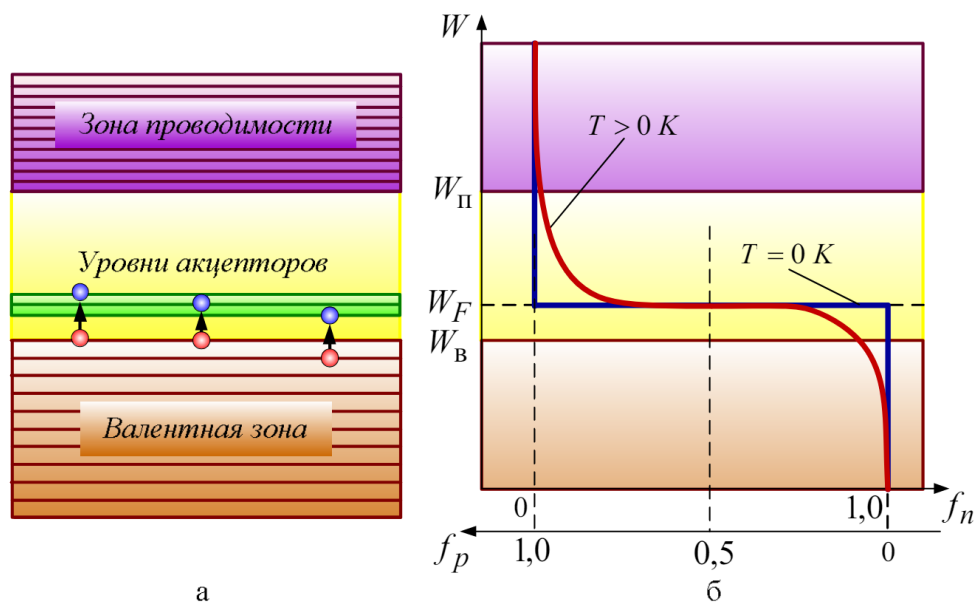 Зона проводимости
Уровни акцепторов
Валентная зона
а
W
T > 0 K
W_П
T = 0 K
W_F
W_В
0
1,0
f_n
f_p
1,0
0,5
0
б